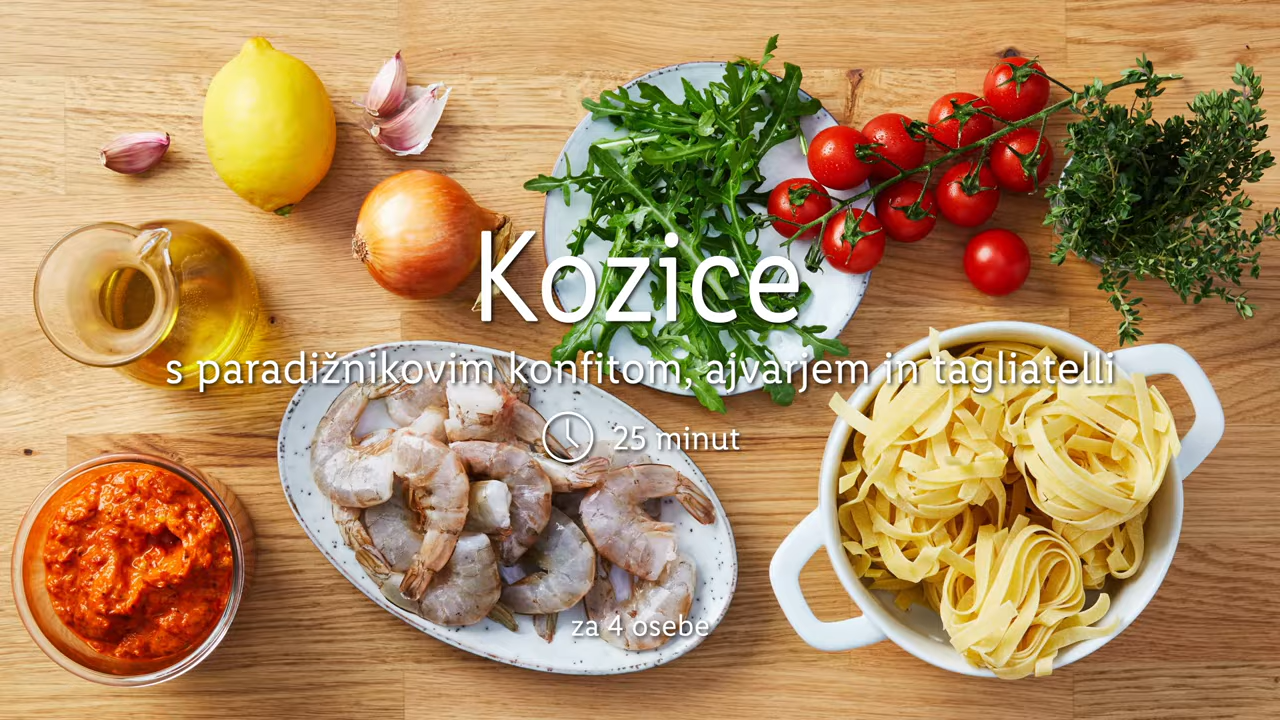 Kozice
s paradižnikovim konfitom, ajvarjem in tagliatelli
25 minut
za 4 osebe